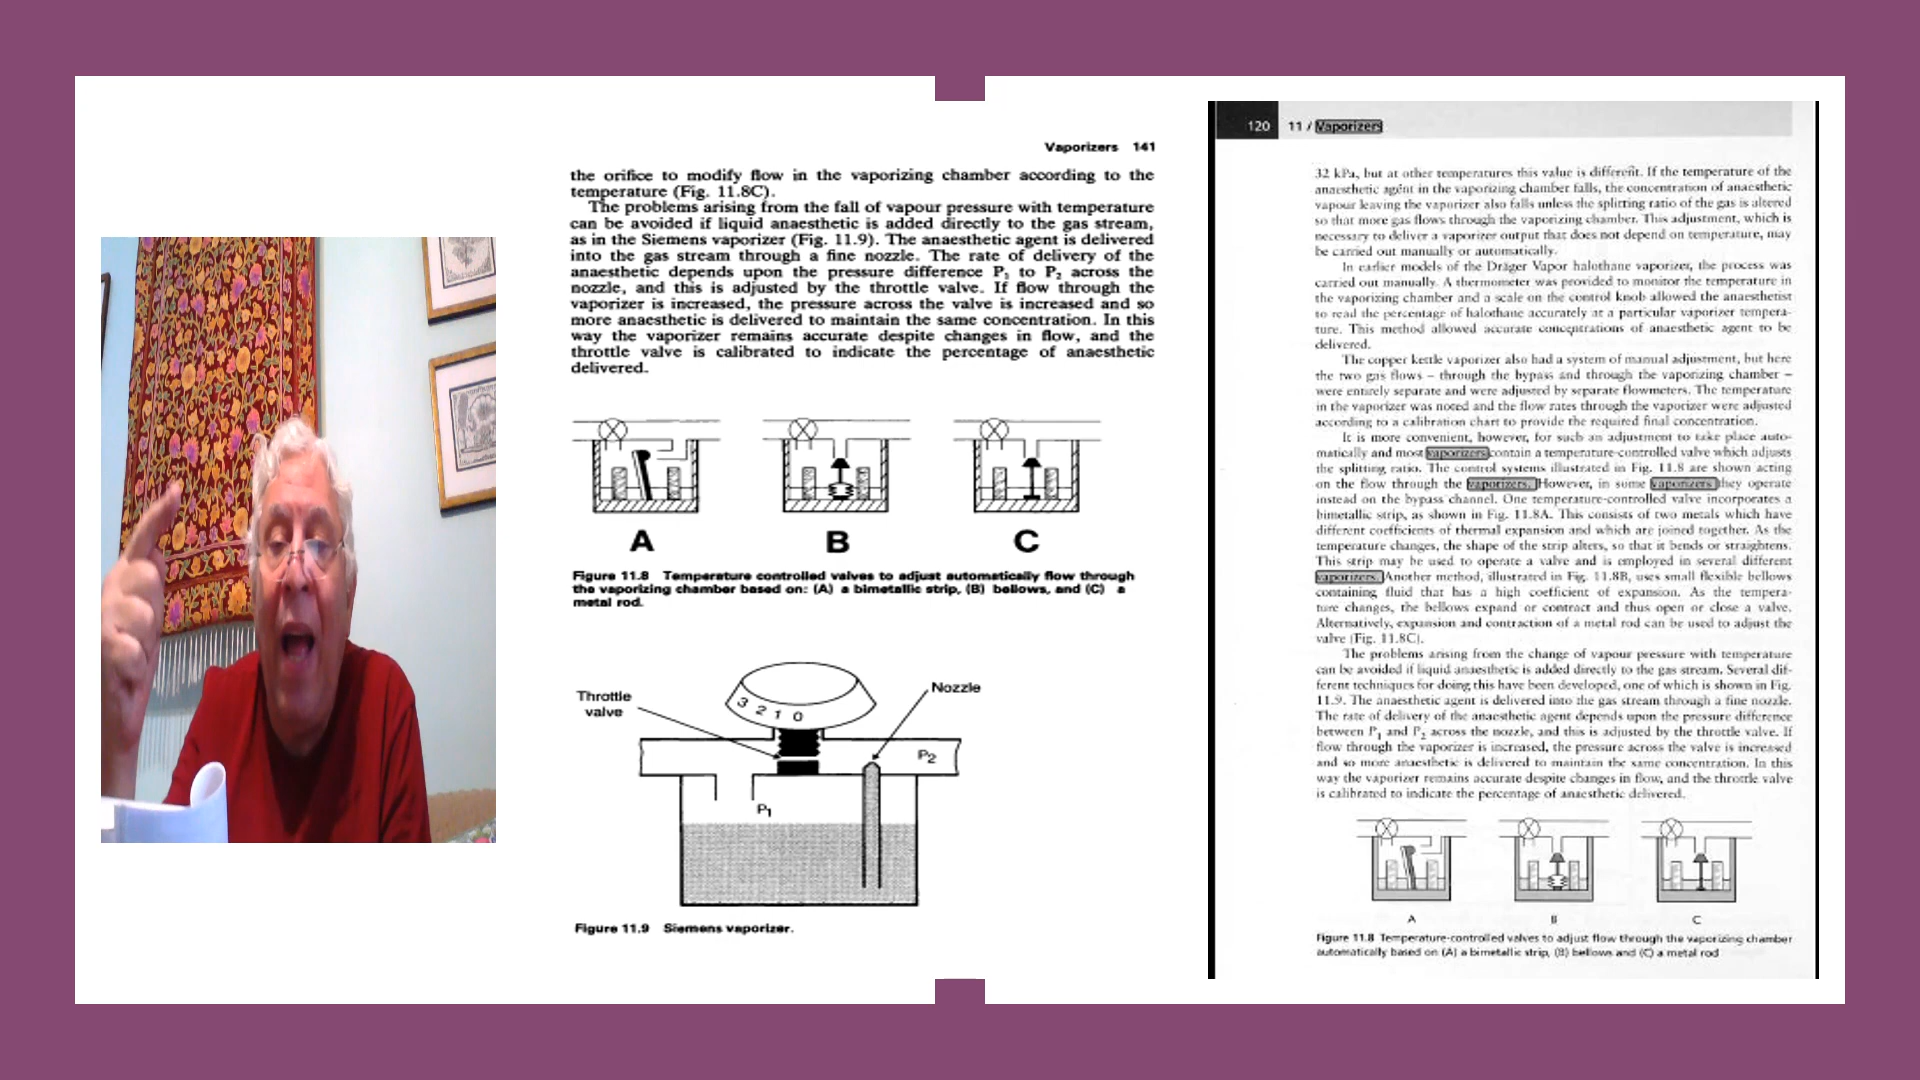 Vaporizers 141
the orifice to modify flow in the vaporizing chamber according to the
temperature (Fig. 11.8C).
The problems arising from the fall of vapour pressure with temperature
can be avoided if liquid anaesthetic is added directly to the gas stream,
as in the Siemens vaporizer (Fig. 11.9). The anaesthetic agent is delivered
into the gas stream through a fine nozzle. The rate of delivery of the
anaesthetic depends upon the pressure difference P₁ to P₂ across the
nozzle, and this is adjusted by the throttle valve. If flow through the
vaporizer is increased, the pressure across the valve is increased and so
more anaesthetic is delivered to maintain the same concentration. In this
way the vaporizer remains accurate despite changes in flow, and the
throttle valve is calibrated to indicate the percentage of anaesthetic
delivered.
A B C
Figure 11.8 Temperature controlled valves to adjust automatically flow through
the vaporizing chamber based on: (A) a bimetallic strip, (B) bellows, and (C) a
metal rod.
Throttle
valve
Nozzle
3 2 1 0
P₂
P₁
Figure 11.9 Siemens vaporizer.
120 11 / Vaporizers
32 kPa, but at other temperatures this value is different. If the temperature of the
anaesthetic agent in the vaporizing chamber falls, the concentration of anaesthetic
vapour leaving the vaporizer also falls unless the splitting ratio of the gas is altered
so that more gas flows through the vaporizing chamber. This adjustment, which is
necessary to deliver a vaporizer output that does not depend on temperature, may
be carried out manually or automatically.
In earlier models of the Dräger Vapor halothane vaporizer, the process was
carried out manually. A thermometer was provided to monitor the temperature in
the vaporizing chamber and a scale on the control knob allowed the anaesthetist
to read the percentage of halothane accurately at a particular vaporizer tempera-
ture. This method allowed accurate concentrations of anaesthetic agent to be
delivered.
The copper kettle vaporizer also had a system of manual adjustment, but here
the two gas flows – through the bypass and through the vaporizing chamber –
were entirely separate and were adjusted by separate flowmeters. The temperature
in the vaporizer was noted and the flow rates through the vaporizer were adjusted
according to a calibration chart to provide the required final concentration.
It is more convenient, however, for such an adjustment to take place auto-
matically and most vaporizers contain a temperature-controlled valve which adjusts
the splitting ratio. The control systems illustrated in Fig. 11.8 are shown acting
on the flow through the vaporizers. However, in some vaporizers they operate
instead on the bypass channel. One temperature-controlled valve incorporates a
bimetallic strip, as shown in Fig. 11.8A. This consists of two metals which have
different coefficients of thermal expansion and which are joined together. As the
temperature changes, the shape of the strip alters, so that it bends or straightens.
This strip may be used to operate a valve and is employed in several different
vaporizers. Another method, illustrated in Fig. 11.8B, uses small flexible bellows
containing fluid that has a high coefficient of expansion. As the tempera-
ture changes, the bellows expand or contract and thus open or close a valve.
Alternatively, expansion and contraction of a metal rod can be used to adjust the
valve (Fig. 11.8C).
The problems arising from the change of vapour pressure with temperature
can be avoided if liquid anaesthetic is added directly to the gas stream. Several dif-
ferent techniques for doing this have been developed, one of which is shown in Fig.
11.9. The anaesthetic agent is delivered into the gas stream through a fine nozzle.
The rate of delivery of the anaesthetic agent depends upon the pressure difference
between P₁ and P₂ across the nozzle, and this is adjusted by the throttle valve. If
flow through the vaporizer is increased, the pressure across the valve is increased
and so more anaesthetic is delivered to maintain the same concentration. In this
way the vaporizer remains accurate despite changes in flow, and the throttle valve
is calibrated to indicate the percentage of anaesthetic delivered.
A B C
Figure 11.8 Temperature-controlled valves to adjust flow through the vaporizing chamber
automatically based on (A) a bimetallic strip, (B) bellows and (C) a metal rod